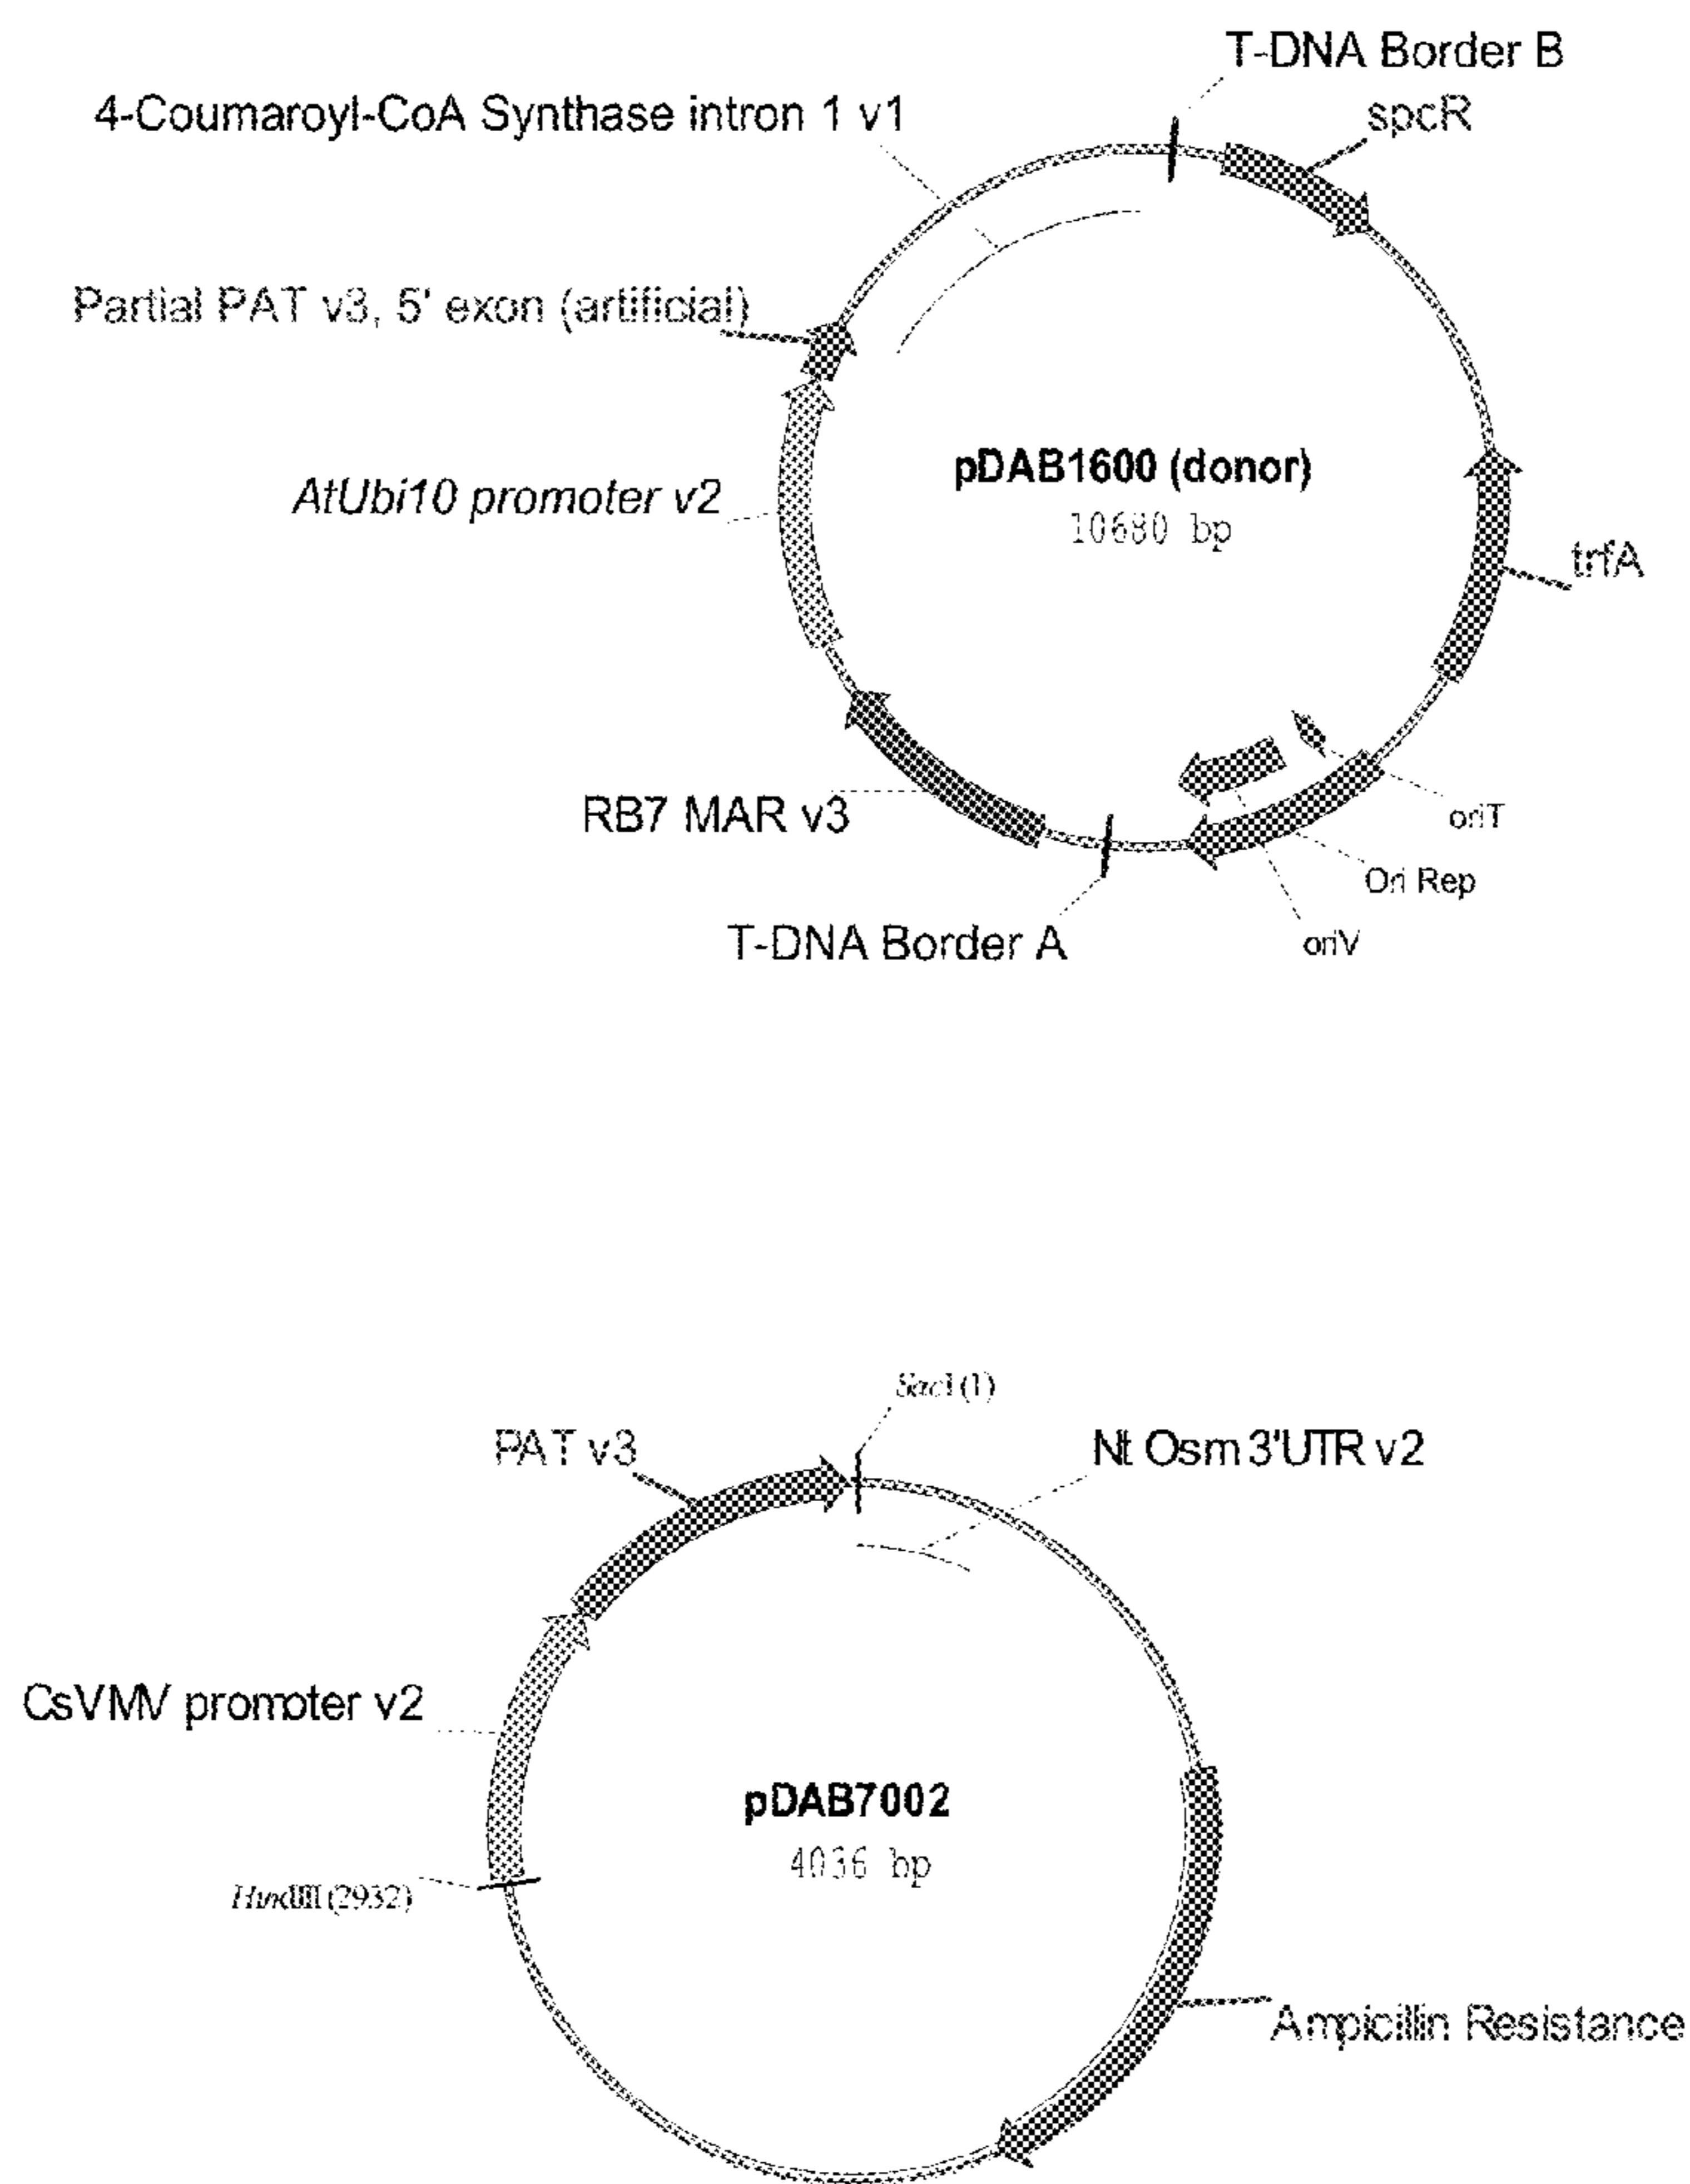 T-DNA Border B
4-Coumaroyl-CoA Synthase intron 1 v1
spcR
Partial PAT v3, 5' exon (artificial)
pDAB1600 (donor)
AtUbi10 promoter v2
10680 bp
trfA
RB7 MAR v3
oriT
Ori Rep
T-DNA Border A
oriV
SacI (1)
PAT v3
Nt Osm 3'UTR v2
CsVMV promoter v2
pDAB7002
4036 bp
HindIII (2932)
Ampicillin Resistance